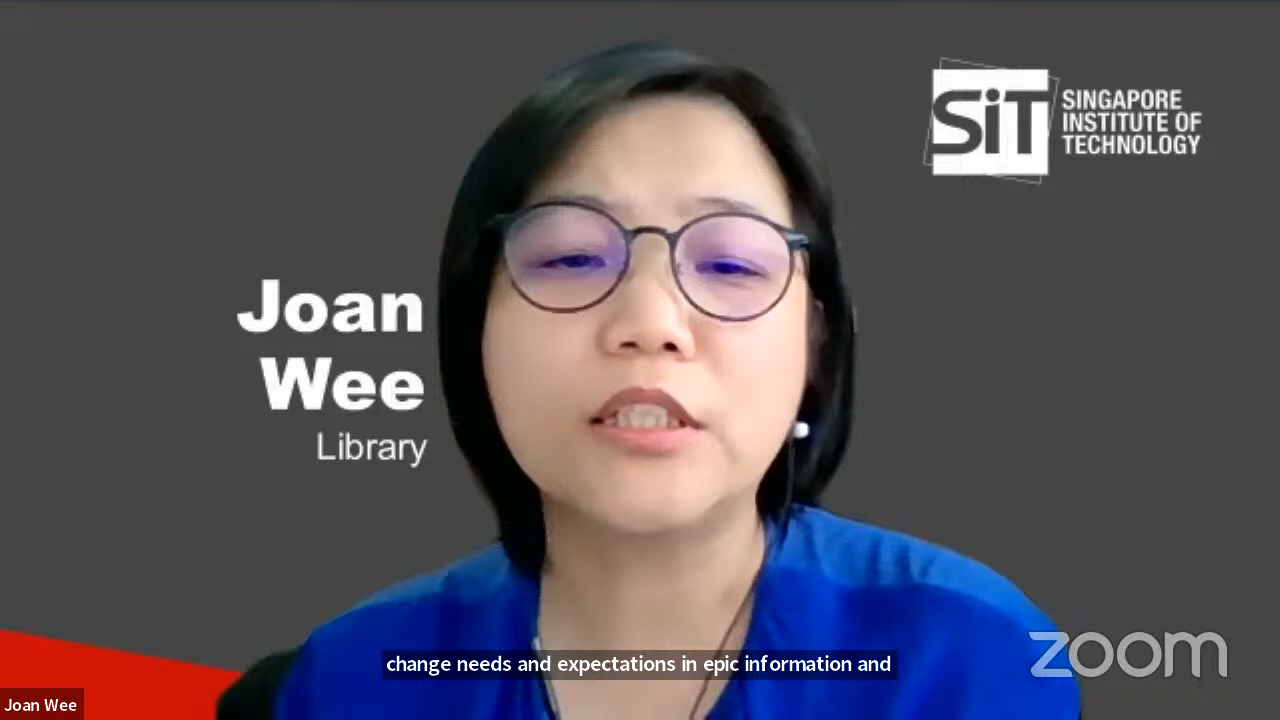 SiT
SINGAPORE
INSTITUTE OF
TECHNOLOGY
Joan
Wee
Library
change needs and expectations in epic information and
zoom
Joan Wee